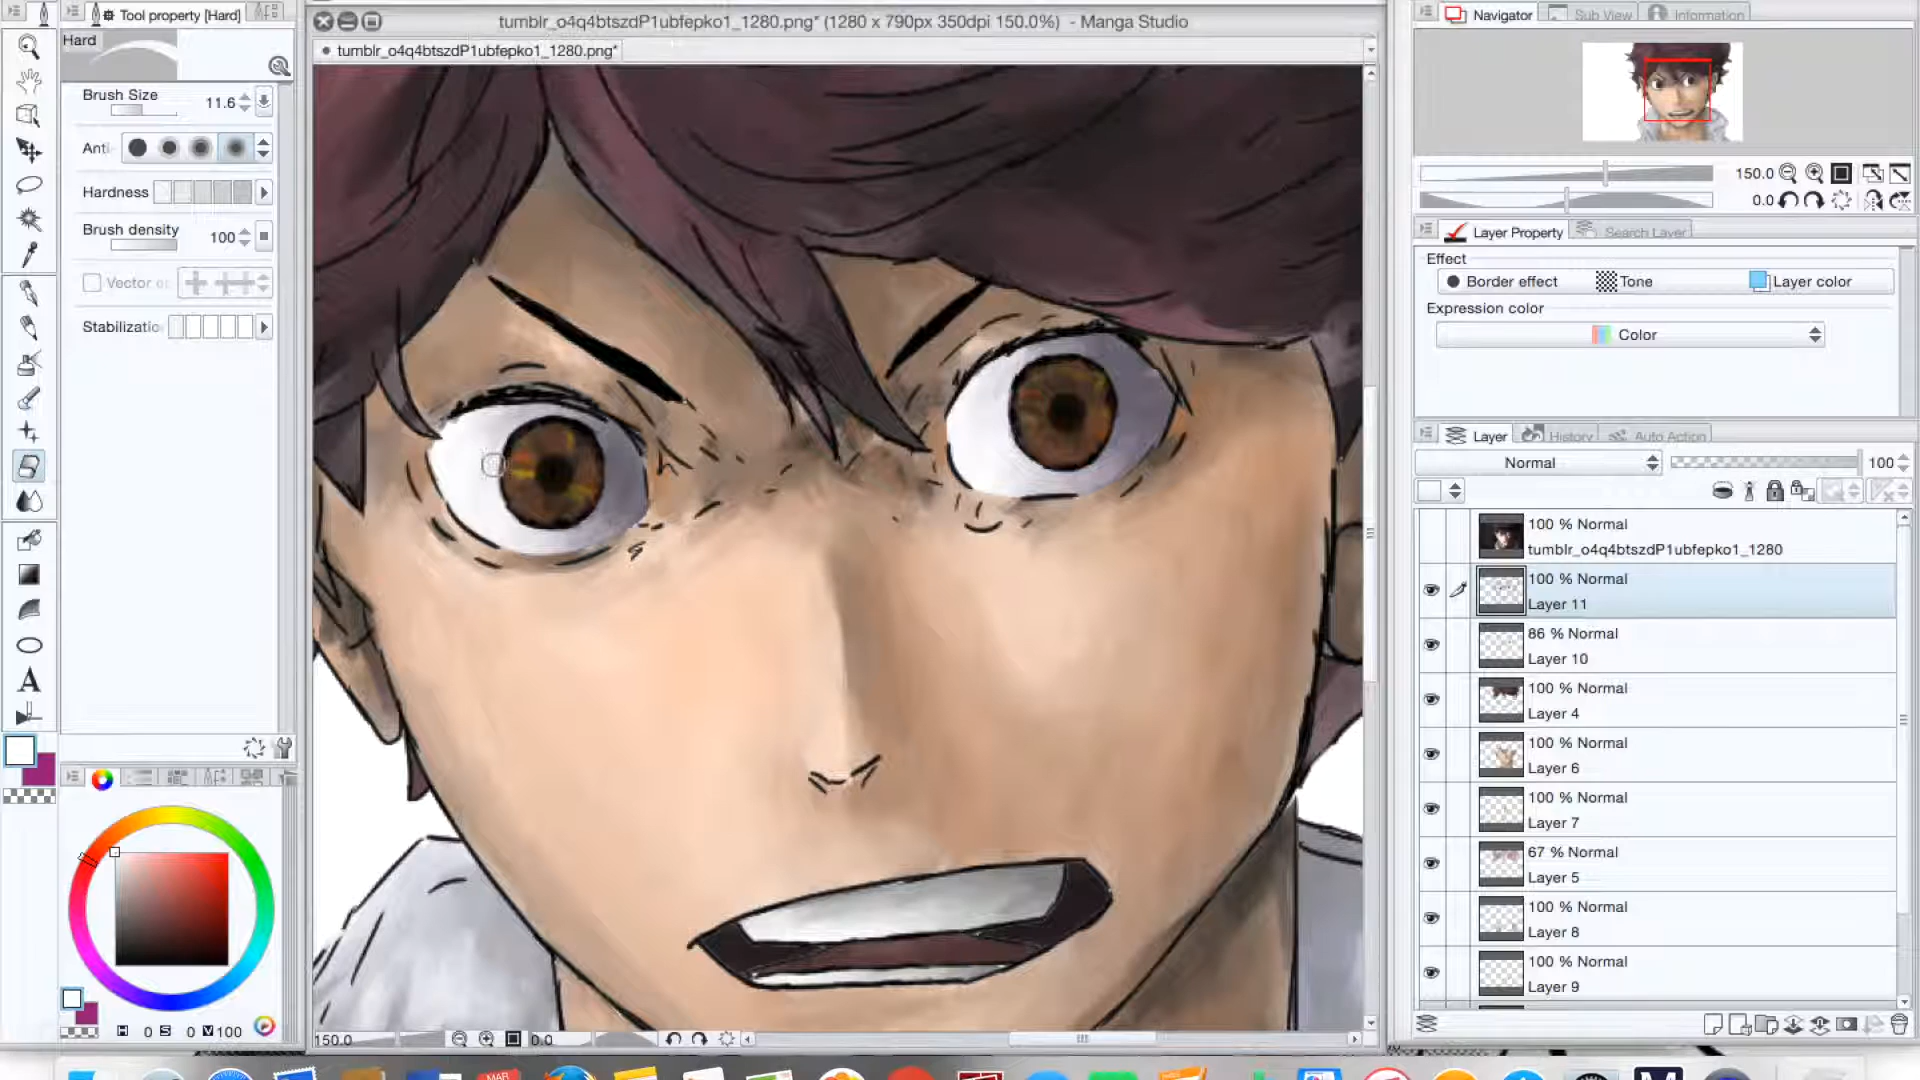 Tool property [Hard]
tumblr_o4q4btszdP1ubfepko1_1280.png* (1280 x 790px 350dpi 150.0%) - Manga Studio
Navigator
Sub View
Information
Hard
tumblr_o4q4btszdP1ubfepko1_1280.png*
Brush Size
11.6
Anti-
Hardness
Brush density
100
Vector e
Stabilizatio
150.0
0.0
Layer Property
Search Layer
Effect
Border effect
Tone
Layer color
Expression color
Color
Layer
History
Auto Action
Normal
100
100 % Normal
tumblr_o4q4btszdP1ubfepko1_1280
100 % Normal
Layer 11
86 % Normal
Layer 10
100 % Normal
Layer 4
100 % Normal
Layer 6
100 % Normal
Layer 7
67 % Normal
Layer 5
100 % Normal
Layer 8
100 % Normal
Layer 9
A
H 0 S 0 V 100
150.0
0.0
MAR